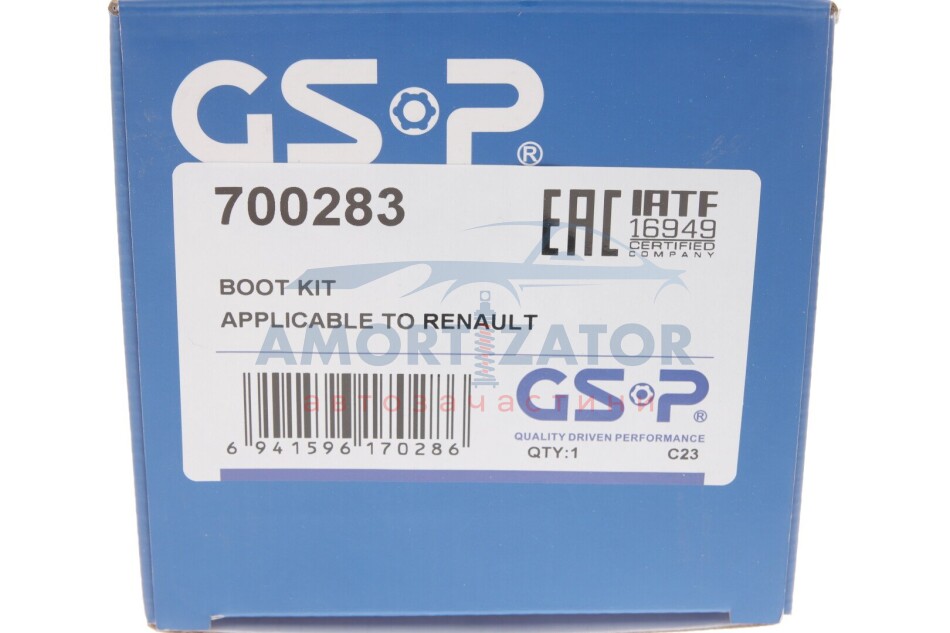 GSP®
700283
EAC
IATF
16949
CERTIFIED
COMPANY
BOOT KIT
APPLICABLE TO RENAULT
AMORTIZATOR
автозапчастини
GSP®
QUALITY DRIVEN PERFORMANCE
6 941596 170286
QTY:1
C23